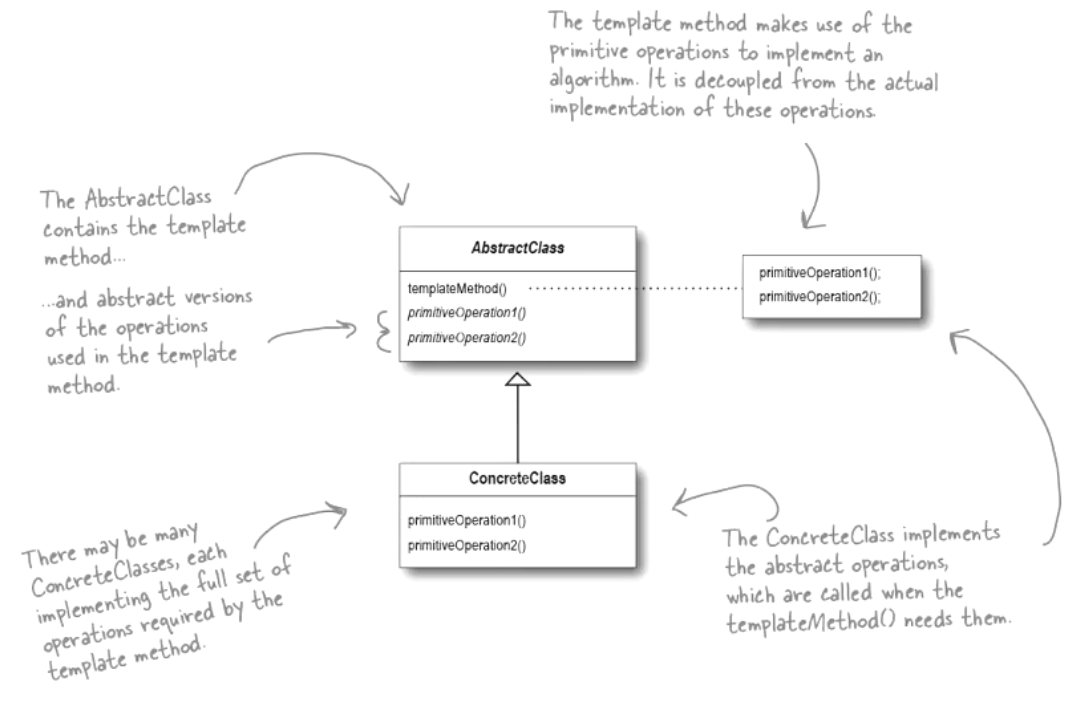 The template method makes use of the
primitive operations to implement an
algorithm. It is decoupled from the actual
implementation of these operations.
The AbstractClass
contains the template
method...
...and abstract versions
of the operations
used in the template
method.
AbstractClass
templateMethod()
primitiveOperation1()
primitiveOperation2()
primitiveOperation1();
primitiveOperation2();
ConcreteClass
primitiveOperation1()
primitiveOperation2()
There may be many
ConcreteClasses, each
implementing the full set of
operations required by the
template method.
The ConcreteClass implements
the abstract operations,
which are called when the
templateMethod() needs them.